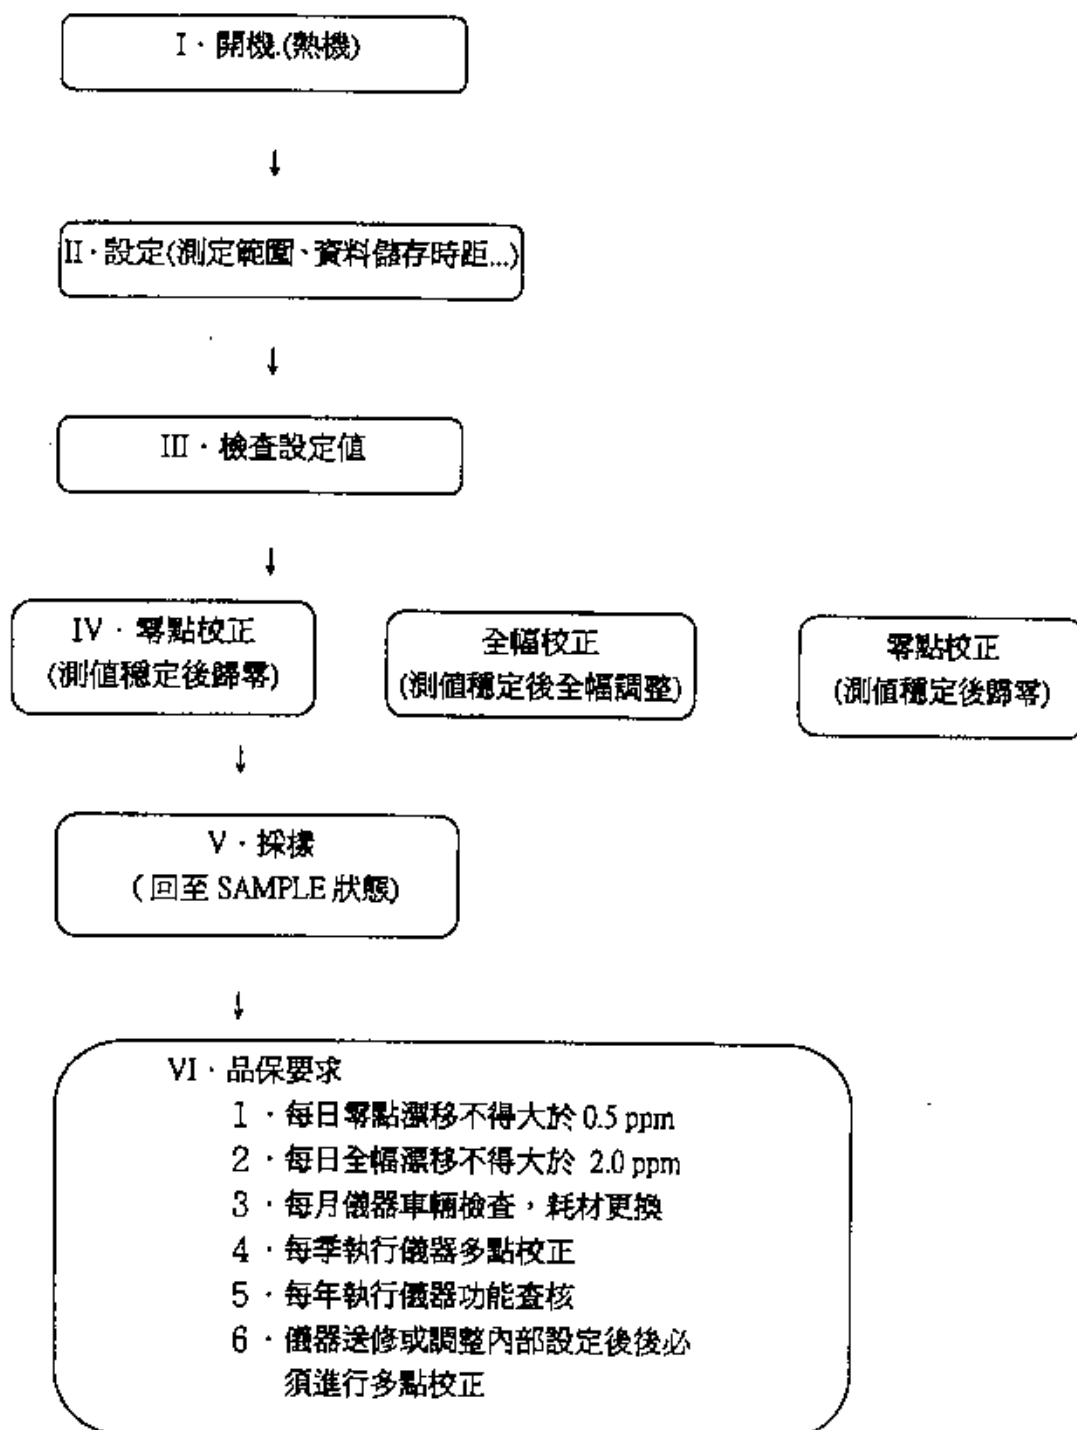 I．開機.(熱機)
↓
II．設定(測定範圍、資料儲存時距...)
↓
III．檢查設定值
↓
IV．零點校正
(測值穩定後歸零)
全幅校正
(測值穩定後全幅調整)
零點校正
(測值穩定後歸零)
↓
V．採樣
(回至 SAMPLE 狀態)
↓
VI．品保要求
1．每日零點漂移不得大於 0.5 ppm
2．每日全幅漂移不得大於 2.0 ppm
3．每月儀器車輛檢查，耗材更換
4．每季執行儀器多點校正
5．每年執行儀器功能查核
6．儀器送修或調整內部設定後後必
須進行多點校正